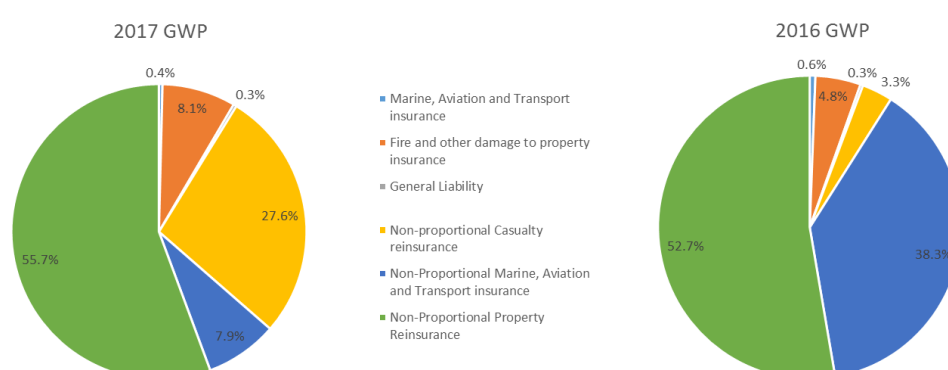 2017 GWP
0.4%
8.1%
0.3%
27.6%
7.9%
55.7%
Marine, Aviation and Transport
insurance
Fire and other damage to property
insurance
General Liability
Non-proportional Casualty
reinsurance
Non-Proportional Marine, Aviation
and Transport insurance
Non-Proportional Property
Reinsurance
2016 GWP
0.6%
4.8%
0.3%
3.3%
38.3%
52.7%